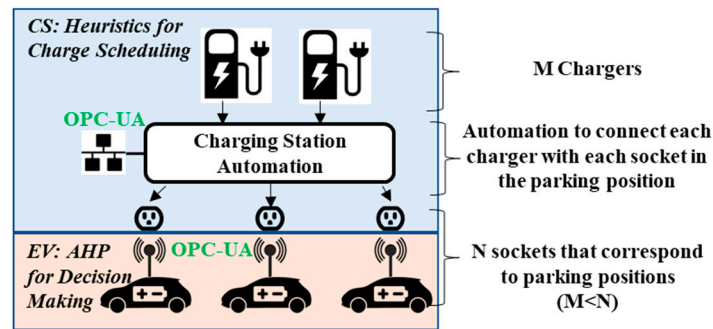 CS: Heuristics for
Charge Scheduling
M Chargers
OPC-UA
Charging Station
Automation
Automation to connect each
charger with each socket in
the parking position
EV: AHP
for Decision
Making
OPC-UA
N sockets that correspond
to parking positions
(M<N)